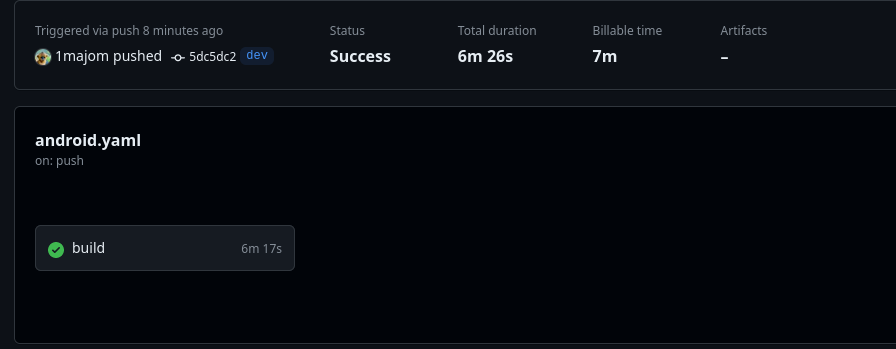 Triggered via push 8 minutes ago
1majom pushed 5dc5dc2 dev
Status
Success
Total duration
6m 26s
Billable time
7m
Artifacts
–
android.yaml
on: push
build 6m 17s